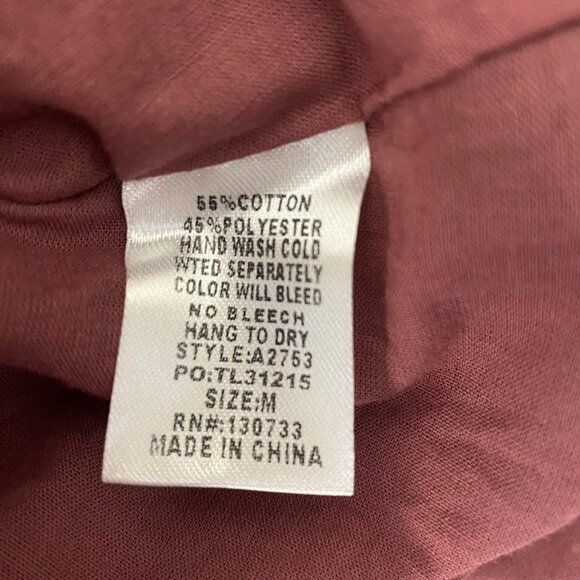 55%COTTON
45%POLYESTER
HAND WASH COLD
WTED SEPARATELY
COLOR WILL BLEED
NO BLEECH
HANG TO DRY
STYLE:A2753
PO:TL31215
SIZE:M
RN#:130733
MADE IN CHINA